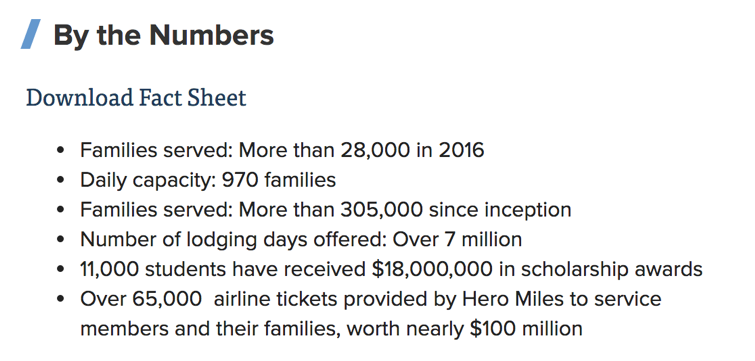 By the Numbers
Download Fact Sheet
• Families served: More than 28,000 in 2016
• Daily capacity: 970 families
• Families served: More than 305,000 since inception
• Number of lodging days offered: Over 7 million
• 11,000 students have received $18,000,000 in scholarship awards
• Over 65,000  airline tickets provided by Hero Miles to service
members and their families, worth nearly $100 million